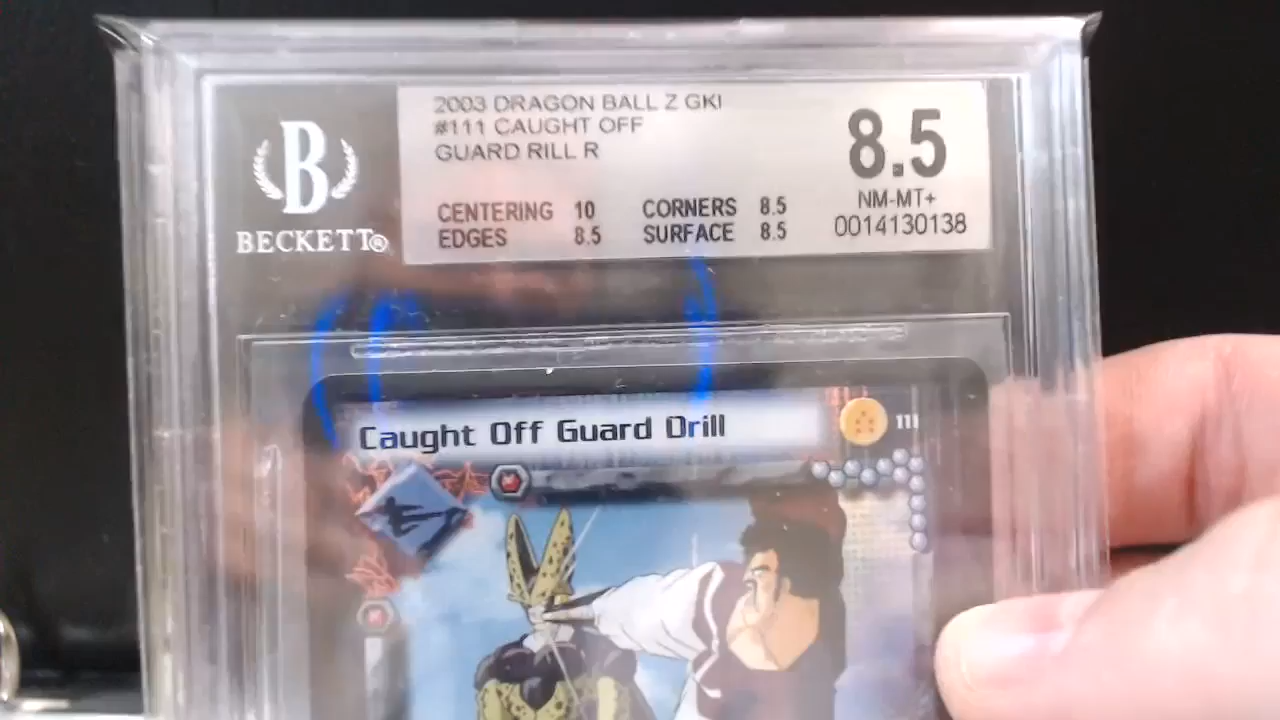 B
BECKETT®
2003 DRAGON BALL Z GKI
#111 CAUGHT OFF
GUARD RILL R
CENTERING 10 CORNERS 8.5
EDGES 8.5 SURFACE 8.5
8.5
NM-MT+
0014130138
Caught Off Guard Drill
111